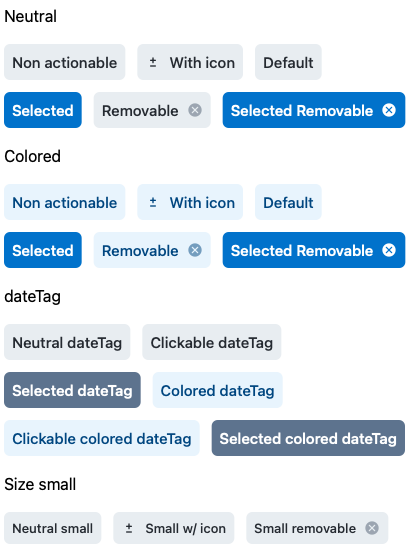 Neutral
Non actionable ± With icon Default
Selected Removable Selected Removable
Colored
Non actionable ± With icon Default
Selected Removable Selected Removable
dateTag
Neutral dateTag Clickable dateTag
Selected dateTag Colored dateTag
Clickable colored dateTag Selected colored dateTag
Size small
Neutral small ± Small w/ icon Small removable